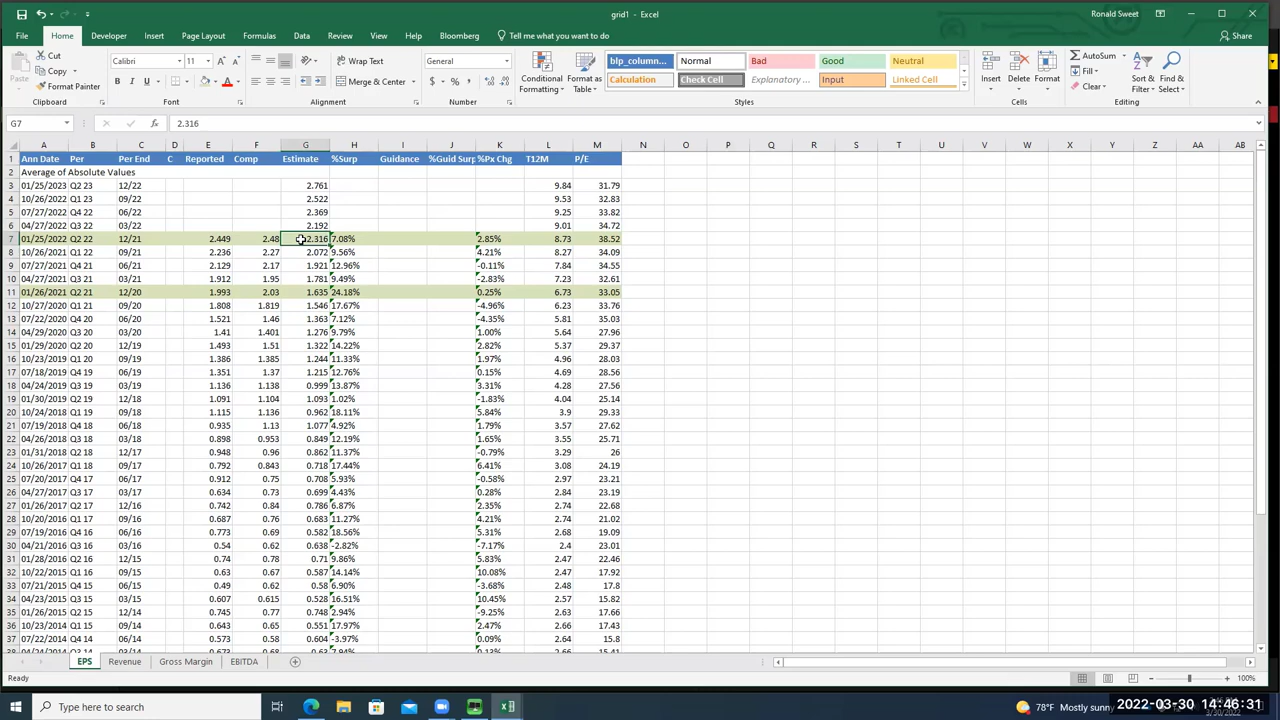 grid1 - Excel
Ronald Sweet
File Home Developer Insert Page Layout Formulas Data Review View Help Bloomberg Tell me what you want to do Share
Paste
Cut
Copy
Format Painter
Clipboard
Calibri 11
Font
Wrap Text
Merge & Center
Alignment
General
Number
Conditional Formatting
Format as Table
blp_column... Normal Bad Good Neutral
Calculation Check Cell Explanatory ... Input Linked Cell
Styles
Insert Delete Format
Cells
AutoSum
Fill
Clear
Sort & Filter
Find & Select
Editing
G7 fx 2.316
A B C D E F G H I J K L M N O P Q R S T U V W X Y Z AA AB
1 Ann Date Per Per End C Reported Comp Estimate %Surp Guidance %Guid Surp %Px Chg T12M P/E
2 Average of Absolute Values
3 01/25/2023 Q2 23 12/22 2.761 9.84 31.79
4 10/26/2022 Q1 23 09/22 2.522 9.53 32.83
5 07/27/2022 Q4 22 06/22 2.369 9.25 33.82
6 04/27/2022 Q3 22 03/22 2.192 9.01 34.72
7 01/25/2022 Q2 22 12/21 2.449 2.48 2.316 7.08% 2.85% 8.73 38.52
8 10/26/2021 Q1 22 09/21 2.236 2.27 2.072 9.56% 4.21% 8.27 34.09
9 07/27/2021 Q4 21 06/21 2.129 2.17 1.921 12.96% -0.11% 7.84 34.55
10 04/27/2021 Q3 21 03/21 1.912 1.95 1.781 9.49% -2.83% 7.23 32.61
11 01/26/2021 Q2 21 12/20 1.993 2.03 1.635 24.18% 0.25% 6.73 33.05
12 10/27/2020 Q1 21 09/20 1.808 1.819 1.546 17.67% -4.96% 6.23 33.76
13 07/22/2020 Q4 20 06/20 1.521 1.46 1.363 7.12% -4.35% 5.81 35.03
14 04/29/2020 Q3 20 03/20 1.41 1.401 1.276 9.79% 1.00% 5.64 27.96
15 01/29/2020 Q2 20 12/19 1.493 1.51 1.322 14.22% 2.82% 5.37 29.37
16 10/23/2019 Q1 20 09/19 1.386 1.385 1.244 11.33% 1.97% 4.96 28.03
17 07/18/2019 Q4 19 06/19 1.351 1.37 1.215 12.76% 0.15% 4.69 28.56
18 04/24/2019 Q3 19 03/19 1.136 1.138 0.999 13.87% 3.31% 4.28 27.56
19 01/30/2019 Q2 19 12/18 1.091 1.104 1.093 1.02% -1.83% 4.04 25.14
20 10/24/2018 Q1 19 09/18 1.115 1.136 0.962 18.11% 5.84% 3.9 29.33
21 07/19/2018 Q4 18 06/18 0.935 1.13 1.077 4.92% 1.79% 3.57 27.62
22 04/26/2018 Q3 18 03/18 0.898 0.953 0.849 12.19% 1.65% 3.55 25.71
23 01/31/2018 Q2 18 12/17 0.948 0.96 0.862 11.37% -0.79% 3.29 26
24 10/26/2017 Q1 18 09/17 0.792 0.843 0.718 17.44% 6.41% 3.08 24.19
25 07/20/2017 Q4 17 06/17 0.912 0.75 0.708 5.93% -0.58% 2.97 23.21
26 04/27/2017 Q3 17 03/17 0.634 0.73 0.699 4.43% 0.28% 2.84 23.19
27 01/26/2017 Q2 17 12/16 0.742 0.84 0.786 6.87% 2.35% 2.74 22.68
28 10/20/2016 Q1 17 09/16 0.687 0.76 0.683 11.27% 4.21% 2.74 21.02
29 07/19/2016 Q4 16 06/16 0.773 0.69 0.582 18.56% 5.31% 2.68 19.09
30 04/21/2016 Q3 16 03/16 0.54 0.62 0.638 -2.82% -7.17% 2.4 23.01
31 01/28/2016 Q2 16 12/15 0.74 0.78 0.71 9.86% 5.83% 2.47 22.46
32 10/22/2015 Q1 16 09/15 0.63 0.67 0.587 14.14% 10.08% 2.47 17.92
33 07/21/2015 Q4 15 06/15 0.49 0.62 0.58 6.90% -3.68% 2.48 17.8
34 04/23/2015 Q3 15 03/15 0.607 0.615 0.528 16.51% 10.45% 2.57 15.82
35 01/26/2015 Q2 15 12/14 0.745 0.77 0.748 2.94% -9.25% 2.63 17.66
36 10/23/2014 Q1 15 09/14 0.643 0.65 0.551 17.97% 2.47% 2.66 17.43
37 07/22/2014 Q4 14 06/14 0.573 0.58 0.604 -3.97% 0.09% 2.64 15.8
EPS Revenue Gross Margin EBITDA
Ready
100%
Type here to search
78°F Mostly sunny
2022-03-30 14:46:31